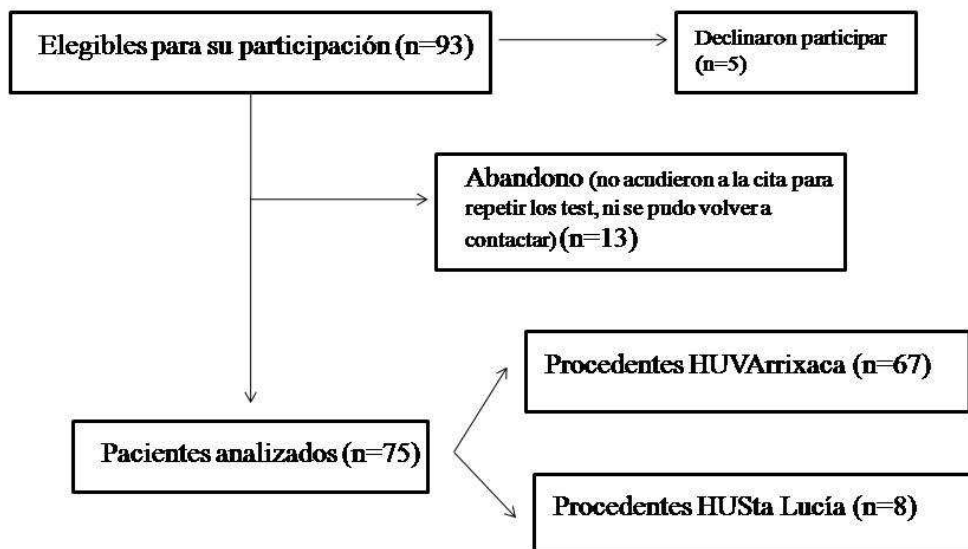 Elegibles para su participación (n=93)
Declinaron participar
(n=5)
Abandono (no acudieron a la cita para
repetir los test, ni se pudo volver a
contactar) (n=13)
Procedentes HUVArrixaca (n=67)
Pacientes analizados (n=75)
Procedentes HUSta Lucía (n=8)